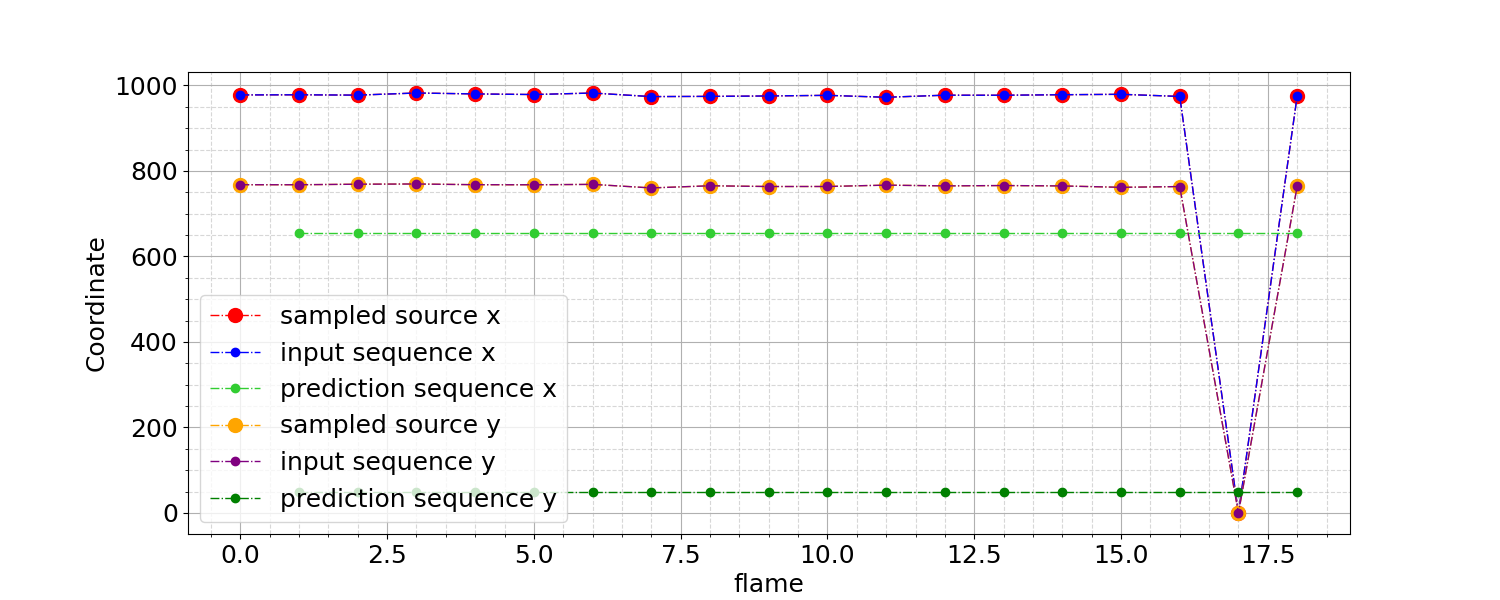 1000
800
600
400
200
0
Coordinate
sampled source x
input sequence x
prediction sequence x
sampled source y
input sequence y
prediction sequence y
0.0 2.5 5.0 7.5 10.0 12.5 15.0 17.5
flame